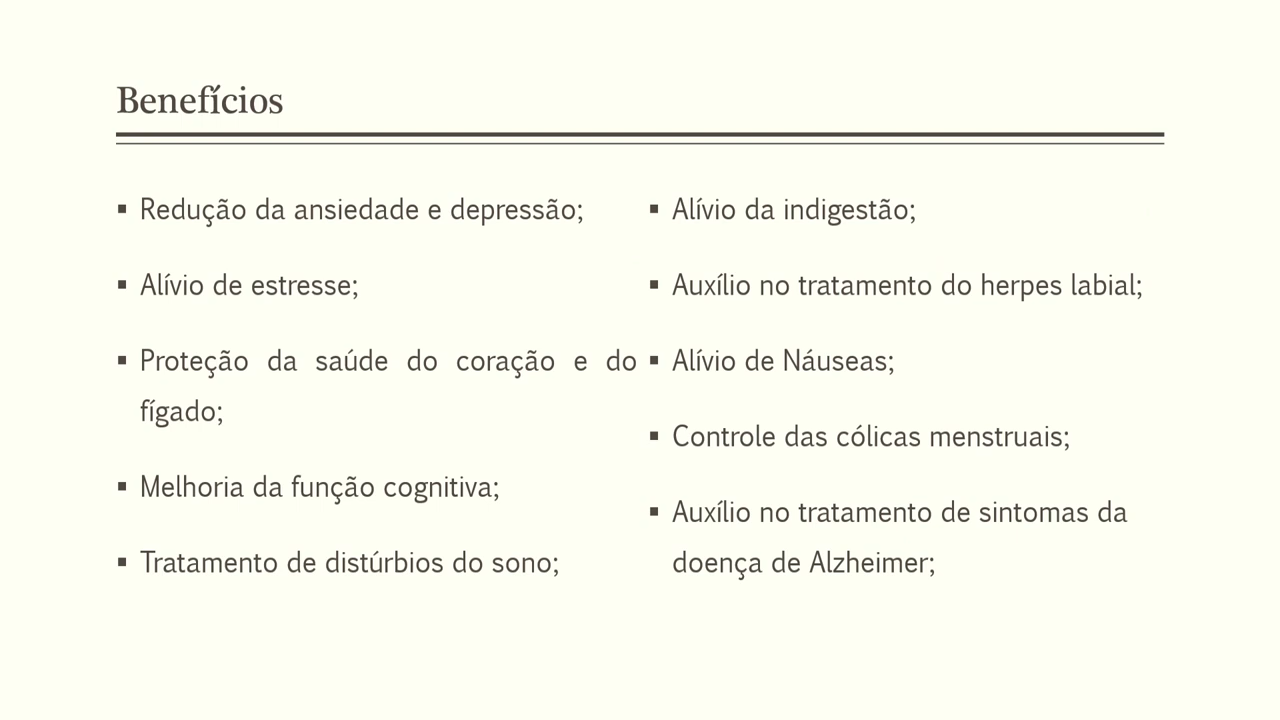 Benefícios
▪ Redução da ansiedade e depressão;
▪ Alívio de estresse;
▪ Proteção da saúde do coração e do
fígado;
▪ Melhoria da função cognitiva;
▪ Tratamento de distúrbios do sono;
▪ Alívio da indigestão;
▪ Auxílio no tratamento do herpes labial;
▪ Alívio de Náuseas;
▪ Controle das cólicas menstruais;
▪ Auxílio no tratamento de sintomas da
doença de Alzheimer;